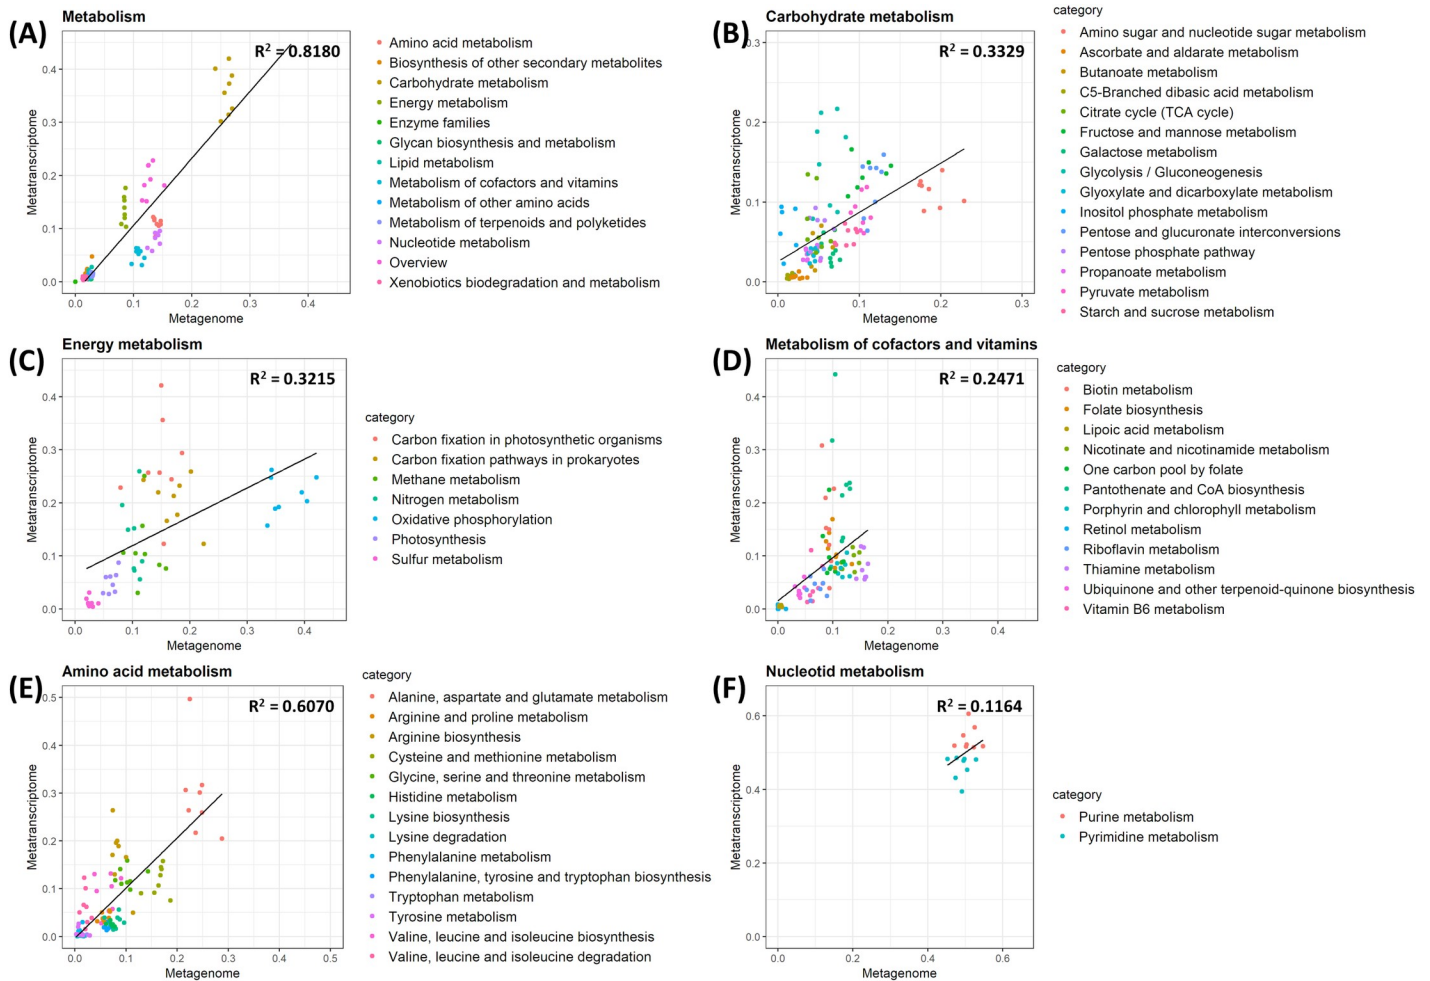 (A)
Metabolism
R² = 0.8180
Metatranscriptome
0.4
0.3
0.2
0.1
0.0
0.0 0.1 0.2 0.3 0.4
Metagenome
Amino acid metabolism
Biosynthesis of other secondary metabolites
Carbohydrate metabolism
Energy metabolism
Enzyme families
Glycan biosynthesis and metabolism
Lipid metabolism
Metabolism of cofactors and vitamins
Metabolism of other amino acids
Metabolism of terpenoids and polyketides
Nucleotide metabolism
Overview
Xenobiotics biodegradation and metabolism
(B)
Carbohydrate metabolism
R² = 0.3329
Metatranscriptome
0.3
0.2
0.1
0.0
0.0 0.1 0.2 0.3
Metagenome
category
Amino sugar and nucleotide sugar metabolism
Ascorbate and aldarate metabolism
Butanoate metabolism
C5-Branched dibasic acid metabolism
Citrate cycle (TCA cycle)
Fructose and mannose metabolism
Galactose metabolism
Glycolysis / Gluconeogenesis
Glyoxylate and dicarboxylate metabolism
Inositol phosphate metabolism
Pentose and glucuronate interconversions
Pentose phosphate pathway
Propanoate metabolism
Pyruvate metabolism
Starch and sucrose metabolism
(C)
Energy metabolism
R² = 0.3215
Metatranscriptome
0.4
0.3
0.2
0.1
0.0
0.0 0.1 0.2 0.3 0.4
Metagenome
category
Carbon fixation in photosynthetic organisms
Carbon fixation pathways in prokaryotes
Methane metabolism
Nitrogen metabolism
Oxidative phosphorylation
Photosynthesis
Sulfur metabolism
(D)
Metabolism of cofactors and vitamins
R² = 0.2471
Metatranscriptome
0.4
0.3
0.2
0.1
0.0
0.0 0.1 0.2 0.3 0.4
Metagenome
category
Biotin metabolism
Folate biosynthesis
Lipoic acid metabolism
Nicotinate and nicotinamide metabolism
One carbon pool by folate
Pantothenate and CoA biosynthesis
Porphyrin and chlorophyll metabolism
Retinol metabolism
Riboflavin metabolism
Thiamine metabolism
Ubiquinone and other terpenoid-quinone biosynthesis
Vitamin B6 metabolism
(E)
Amino acid metabolism
R² = 0.6070
Metatranscriptome
0.5
0.4
0.3
0.2
0.1
0.0
0.0 0.1 0.2 0.3 0.4 0.5
Metagenome
category
Alanine, aspartate and glutamate metabolism
Arginine and proline metabolism
Arginine biosynthesis
Cysteine and methionine metabolism
Glycine, serine and threonine metabolism
Histidine metabolism
Lysine biosynthesis
Lysine degradation
Phenylalanine metabolism
Phenylalanine, tyrosine and tryptophan biosynthesis
Tryptophan metabolism
Tyrosine metabolism
Valine, leucine and isoleucine biosynthesis
Valine, leucine and isoleucine degradation
(F)
Nucleotid metabolism
R² = 0.1164
Metatranscriptome
0.6
0.4
0.2
0.0
0.0 0.2 0.4 0.6
Metagenome
category
Purine metabolism
Pyrimidine metabolism